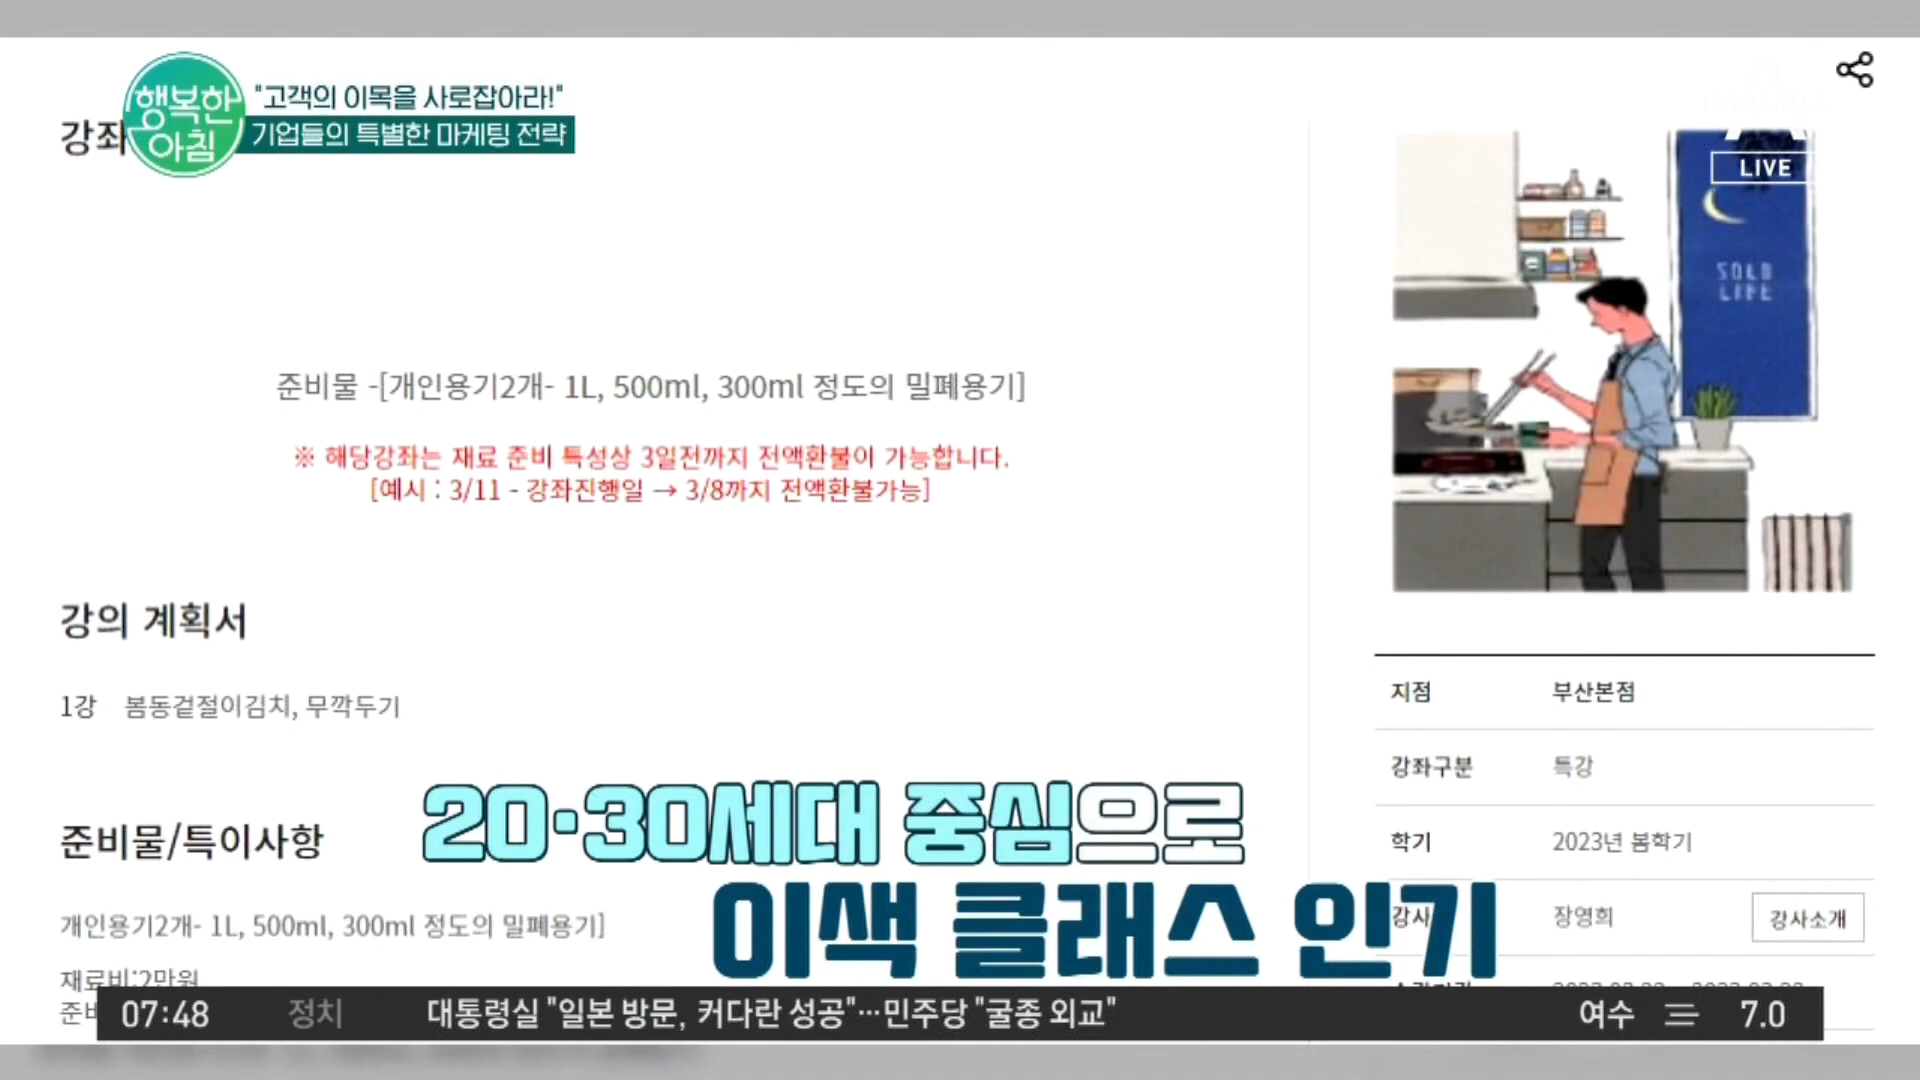 행복한
아침
"고객의 이목을 사로잡아라!"
기업들의 특별한 마케팅 전략
강좌
LIVE
SOLO
LIFE
준비물 -[개인용기2개- 1L, 500ml, 300ml 정도의 밀폐용기]
※ 해당강좌는 재료 준비 특성상 3일전까지 전액환불이 가능합니다.
[예시 : 3/11 - 강좌진행일 → 3/8까지 전액환불가능]
강의 계획서
1강 봄동겉절이김치, 무깍두기
준비물/특이사항
개인용기2개- 1L, 500ml, 300ml 정도의 밀폐용기]
재료비:2만원
준비
지점 부산본점
강좌구분 특강
학기 2023년 봄학기
강사 장영희 강사소개
20·30세대 중심으로
이색 클래스 인기
07:48 정치 대통령실 "일본 방문, 커다란 성공"…민주당 "굴종 외교" 여수 7.0